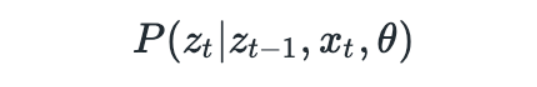 P(z_t|z_{t−1}, x_t, θ)